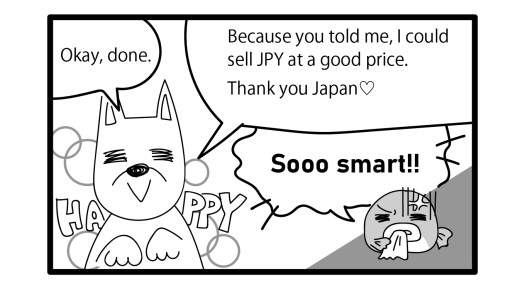 Okay, done.
Because you told me, I could
sell JPY at a good price.
Thank you Japan♡
Sooo smart!!
HAPPY